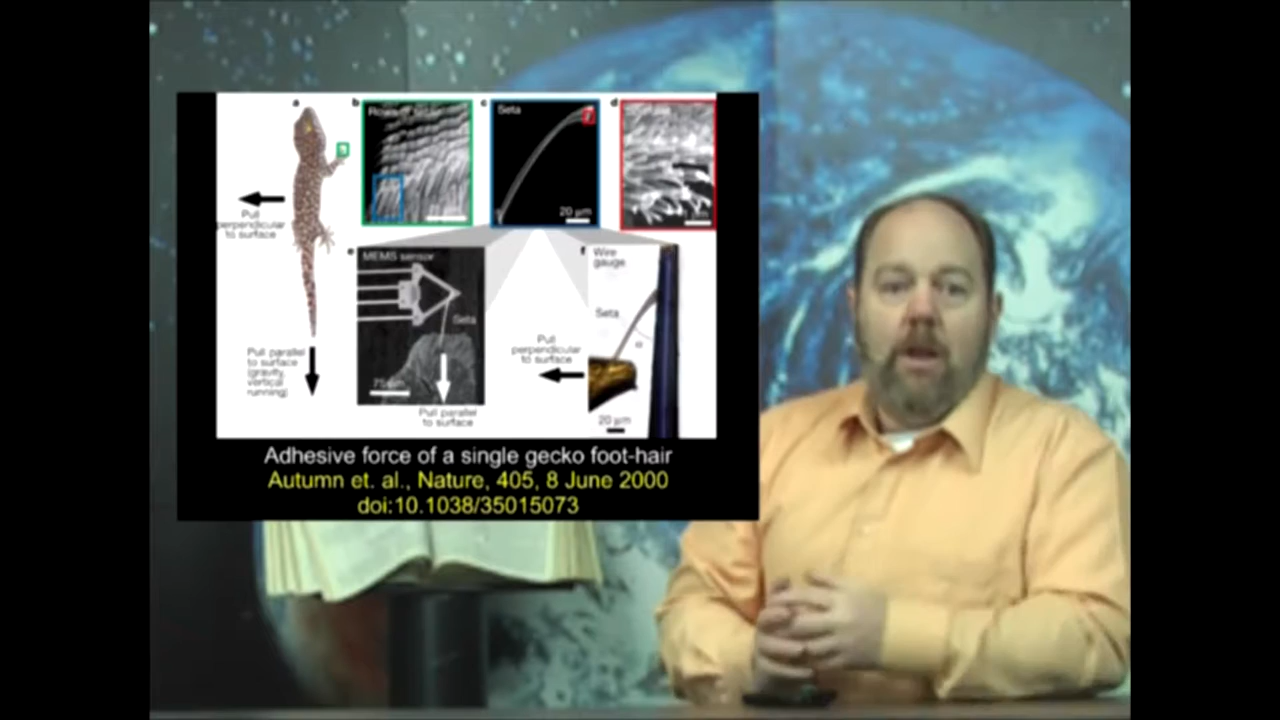 a
b
c
Seta
d
20 µm
Pull
perpendicular
to surface
e
MEMS sensor
Seta
f
Wire
gauge
Seta
α
Pull
perpendicular
to surface
Pull parallel
to surface
(gravity,
vertical
running)
20 µm
Pull parallel
to surface
Adhesive force of a single gecko foot-hair
Autumn et. al., Nature, 405, 8 June 2000
doi:10.1038/35015073